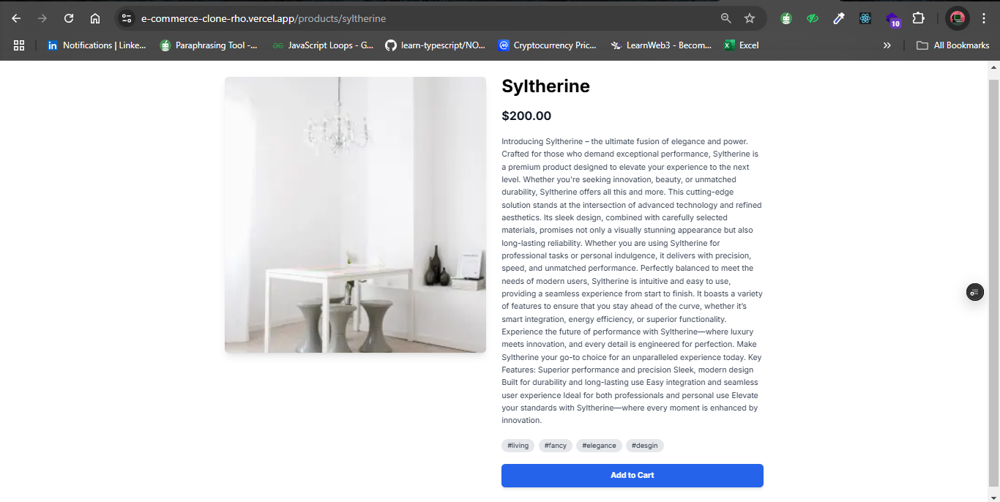 e-commerce-clone-rho.vercel.app/products/syltherine
10
Notifications | Linke...
Paraphrasing Tool -...
JavaScript Loops - G...
learn-typescript/NO...
Cryptocurrency Pric...
LearnWeb3 - Becom...
Excel
All Bookmarks
Syltherine
$200.00
Introducing Syltherine – the ultimate fusion of elegance and power.
Crafted for those who demand exceptional performance, Syltherine is
a premium product designed to elevate your experience to the next
level. Whether you're seeking innovation, beauty, or unmatched
durability, Syltherine offers all this and more. This cutting-edge
solution stands at the intersection of advanced technology and refined
aesthetics. Its sleek design, combined with carefully selected
materials, promises not only a visually stunning appearance but also
long-lasting reliability. Whether you are using Syltherine for
professional tasks or personal indulgence, it delivers with precision,
speed, and unmatched performance. Perfectly balanced to meet the
needs of modern users, Syltherine is intuitive and easy to use,
providing a seamless experience from start to finish. It boasts a variety
of features to ensure that you stay ahead of the curve, whether it’s
smart integration, energy efficiency, or superior functionality.
Experience the future of performance with Syltherine—where luxury
meets innovation, and every detail is engineered for perfection. Make
Syltherine your go-to choice for an unparalleled experience today. Key
Features: Superior performance and precision Sleek, modern design
Built for durability and long-lasting use Easy integration and seamless
user experience Ideal for both professionals and personal use Elevate
your standards with Syltherine—where every moment is enhanced by
innovation.
#living
#fancy
#elegance
#desgin
Add to Cart